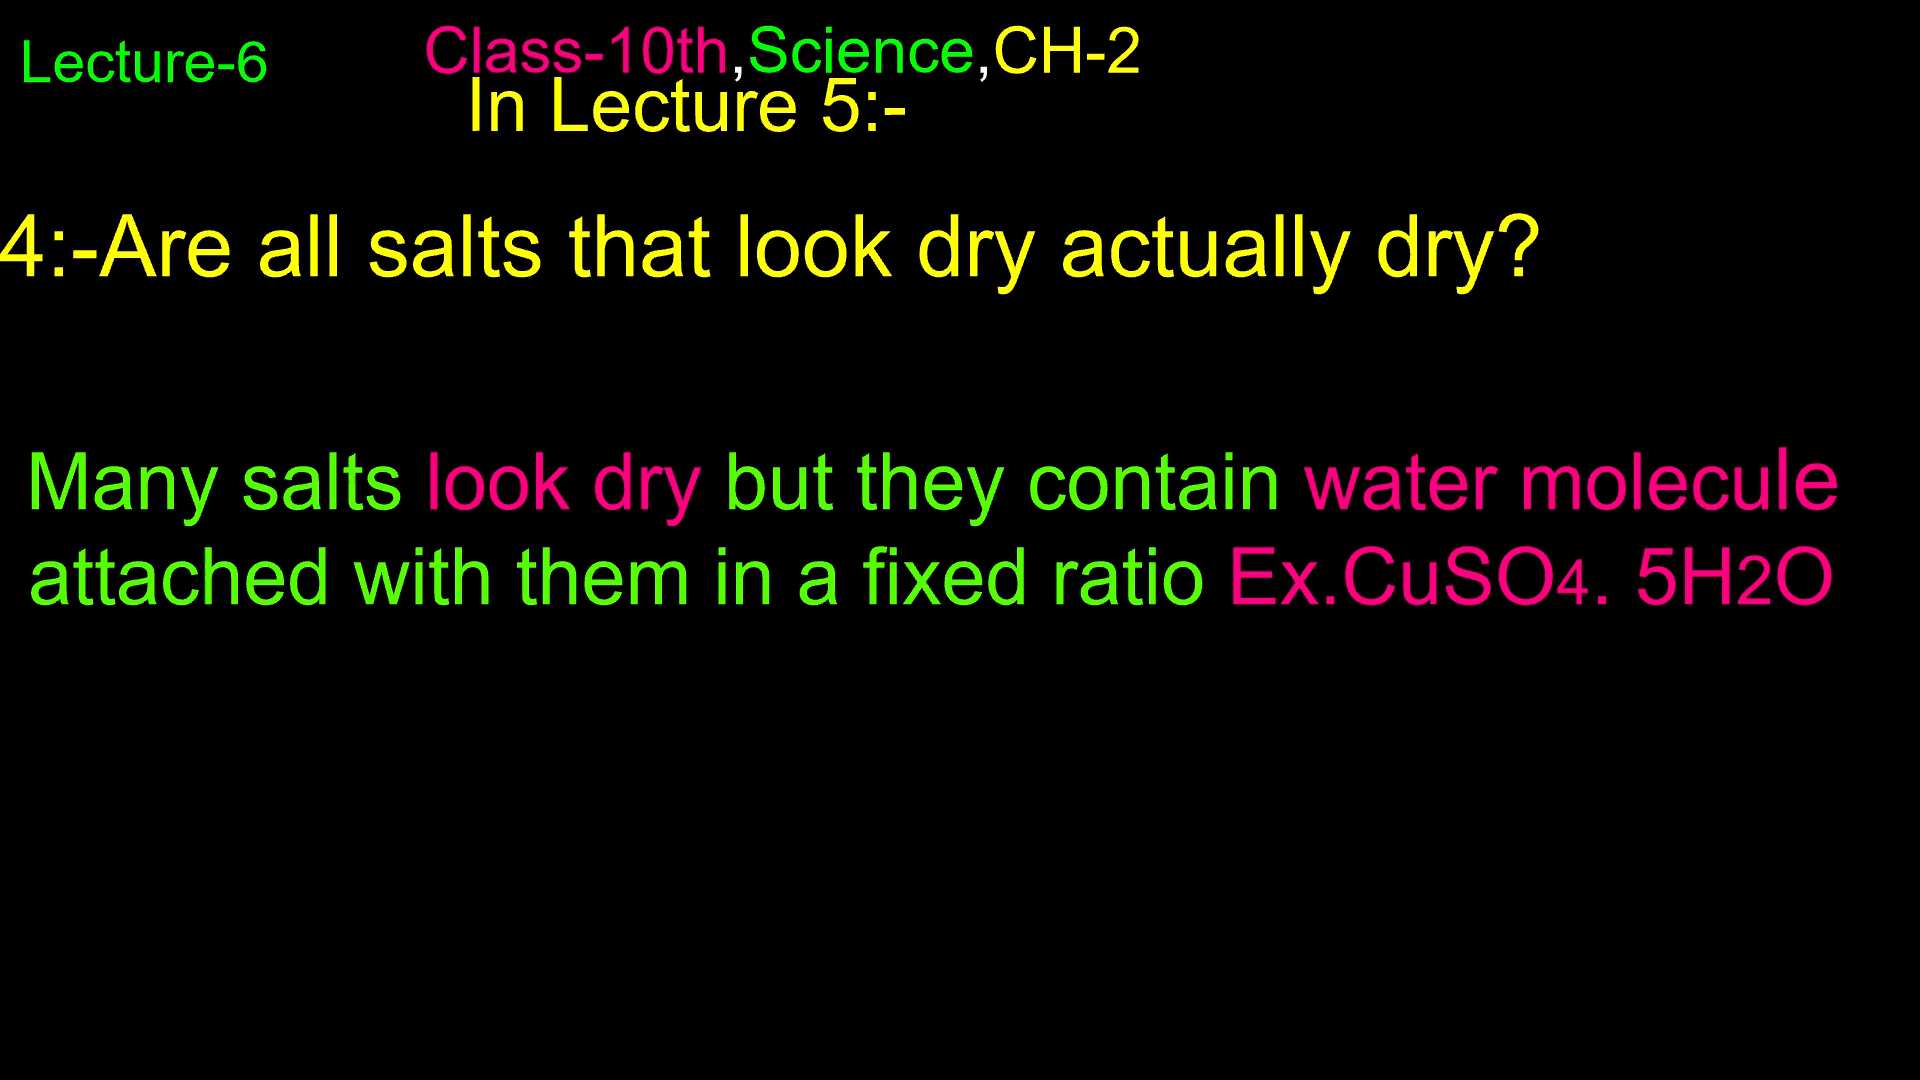 Lecture-6
Class-10th,Science,CH-2
In Lecture 5:-
4:-Are all salts that look dry actually dry?
Many salts look dry but they contain water molecule
attached with them in a fixed ratio Ex.CuSO4. 5H2O